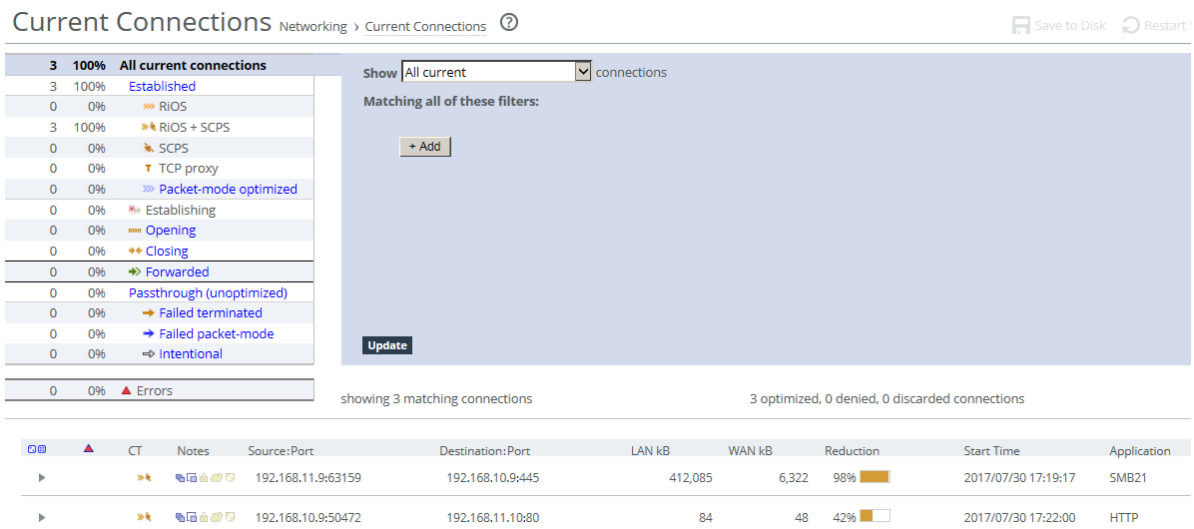 Current Connections Networking › Current Connections ?
Save to Disk Restart
3 100% All current connections
3 100% Established
0 0% RiOS
3 100% RiOS + SCPS
0 0% SCPS
0 0% T TCP proxy
0 0% Packet-mode optimized
0 0% Establishing
0 0% Opening
0 0% Closing
0 0% Forwarded
0 0% Passthrough (unoptimized)
0 0% Failed terminated
0 0% Failed packet-mode
0 0% Intentional
0 0% Errors
Show All current connections
Matching all of these filters:
+ Add
Update
showing 3 matching connections 3 optimized, 0 denied, 0 discarded connections
CT Notes Source:Port Destination:Port LAN kB WAN kB Reduction Start Time Application
192.168.11.9:63159 192.168.10.9:445 412,085 6,322 98% 2017/07/30 17:19:17 SMB21
192.168.10.9:50472 192.168.11.10:80 84 48 42% 2017/07/30 17:22:00 HTTP